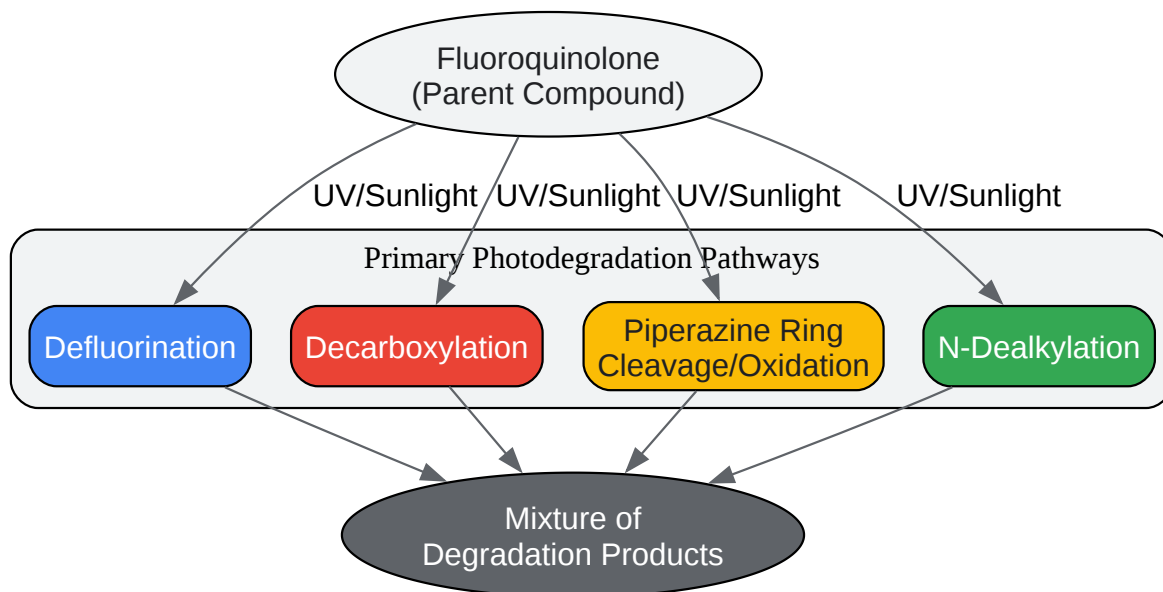 Fluoroquinolone
(Parent Compound)
UV/Sunlight
UV/Sunlight
UV/Sunlight
UV/Sunlight
Primary Photodegradation Pathways
Defluorination
Decarboxylation
Piperazine Ring
Cleavage/Oxidation
N-Dealkylation
Mixture of
Degradation Products